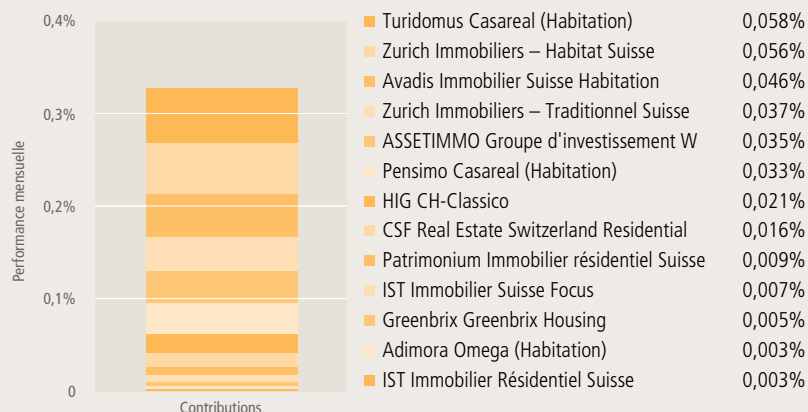 0,4%
0,3%
0,2%
0,1%
0
Performance mensuelle
Contributions
Turidomus Casareal (Habitation) 0,058%
Zurich Immobiliers – Habitat Suisse 0,056%
Avadis Immobilier Suisse Habitation 0,046%
Zurich Immobiliers – Traditionnel Suisse 0,037%
ASSETIMMO Groupe d'investissement W 0,035%
Pensimo Casareal (Habitation) 0,033%
HIG CH-Classico 0,021%
CSF Real Estate Switzerland Residential 0,016%
Patrimonium Immobilier résidentiel Suisse 0,009%
IST Immobilier Suisse Focus 0,007%
Greenbrix Greenbrix Housing 0,005%
Adimora Omega (Habitation) 0,003%
IST Immobilier Résidentiel Suisse 0,003%